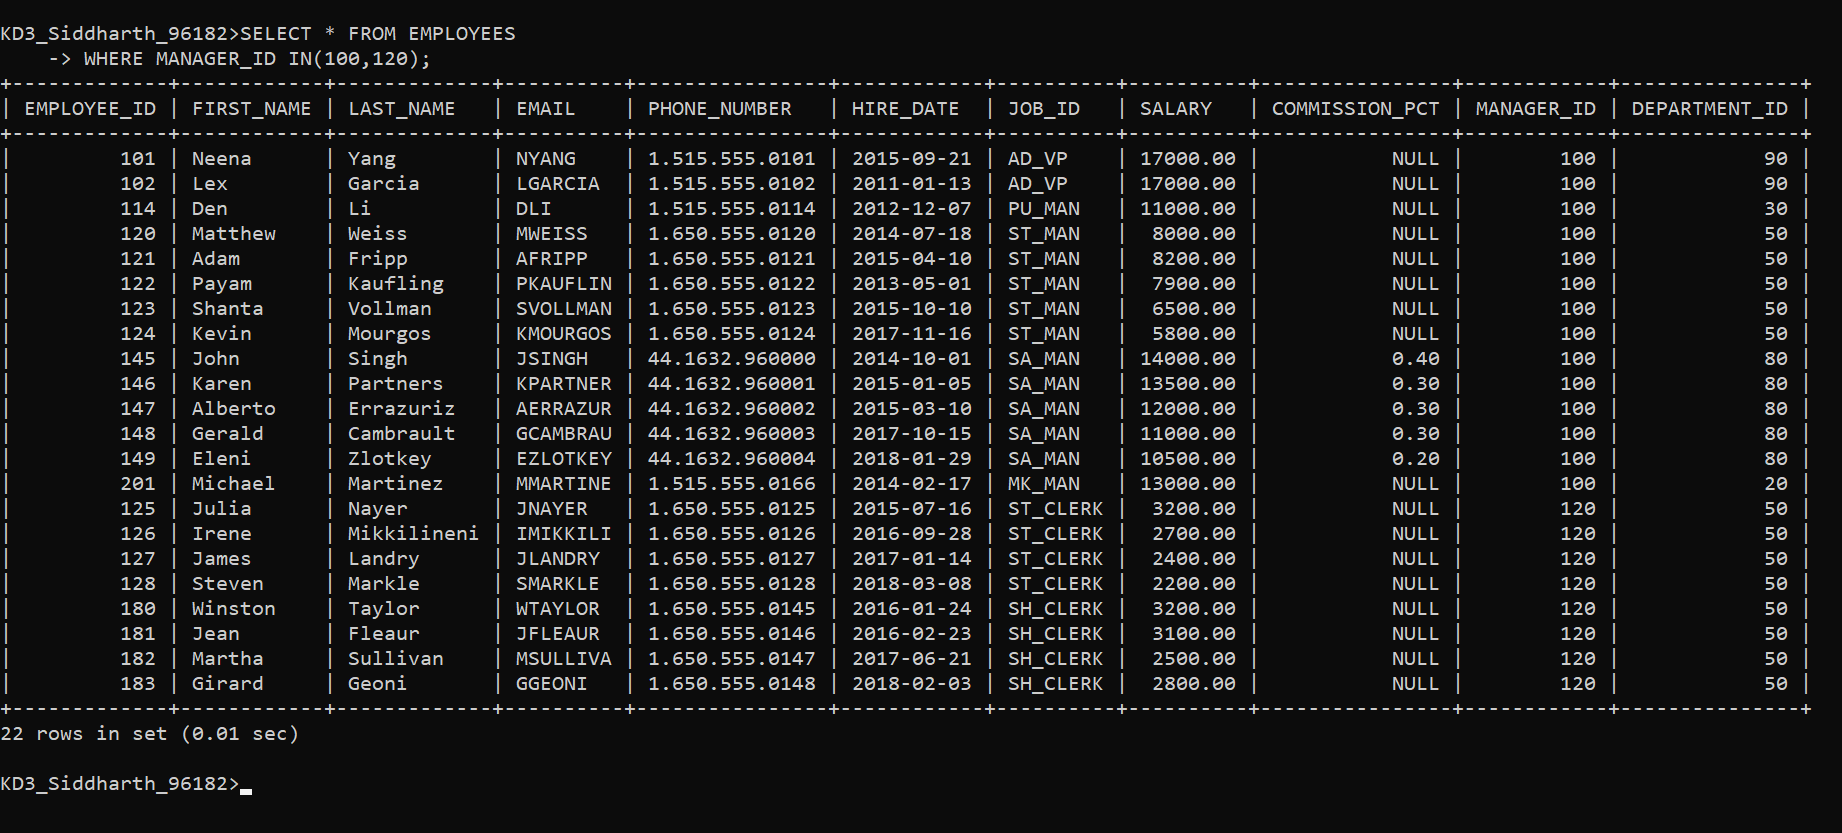 KD3_Siddharth_96182>SELECT * FROM EMPLOYEES
    -> WHERE MANAGER_ID IN(100,120);
+-------------+------------+-------------+----------+----------------+------------+----------+----------+----------------+------------+---------------+
| EMPLOYEE_ID | FIRST_NAME | LAST_NAME   | EMAIL    | PHONE_NUMBER   | HIRE_DATE  | JOB_ID   | SALARY   | COMMISSION_PCT | MANAGER_ID | DEPARTMENT_ID |
+-------------+------------+-------------+----------+----------------+------------+----------+----------+----------------+------------+---------------+
|         101 | Neena      | Yang        | NYANG    | 1.515.555.0101 | 2015-09-21 | AD_VP    | 17000.00 |           NULL |        100 |            90 |
|         102 | Lex        | Garcia      | LGARCIA  | 1.515.555.0102 | 2011-01-13 | AD_VP    | 17000.00 |           NULL |        100 |            90 |
|         114 | Den        | Li          | DLI      | 1.515.555.0114 | 2012-12-07 | PU_MAN   | 11000.00 |           NULL |        100 |            30 |
|         120 | Matthew    | Weiss       | MWEISS   | 1.650.555.0120 | 2014-07-18 | ST_MAN   |  8000.00 |           NULL |        100 |            50 |
|         121 | Adam       | Fripp       | AFRIPP   | 1.650.555.0121 | 2015-04-10 | ST_MAN   |  8200.00 |           NULL |        100 |            50 |
|         122 | Payam      | Kaufling    | PKAUFLIN | 1.650.555.0122 | 2013-05-01 | ST_MAN   |  7900.00 |           NULL |        100 |            50 |
|         123 | Shanta     | Vollman     | SVOLLMAN | 1.650.555.0123 | 2015-10-10 | ST_MAN   |  6500.00 |           NULL |        100 |            50 |
|         124 | Kevin      | Mourgos     | KMOURGOS | 1.650.555.0124 | 2017-11-16 | ST_MAN   |  5800.00 |           NULL |        100 |            50 |
|         145 | John       | Singh       | JSINGH   | 44.1632.960000 | 2014-10-01 | SA_MAN   | 14000.00 |           0.40 |        100 |            80 |
|         146 | Karen      | Partners    | KPARTNER | 44.1632.960001 | 2015-01-05 | SA_MAN   | 13500.00 |           0.30 |        100 |            80 |
|         147 | Alberto    | Errazuriz   | AERRAZUR | 44.1632.960002 | 2015-03-10 | SA_MAN   | 12000.00 |           0.30 |        100 |            80 |
|         148 | Gerald     | Cambrault   | GCAMBRAU | 44.1632.960003 | 2017-10-15 | SA_MAN   | 11000.00 |           0.30 |        100 |            80 |
|         149 | Eleni      | Zlotkey     | EZLOTKEY | 44.1632.960004 | 2018-01-29 | SA_MAN   | 10500.00 |           0.20 |        100 |            80 |
|         201 | Michael    | Martinez    | MMARTINE | 1.515.555.0166 | 2014-02-17 | MK_MAN   | 13000.00 |           NULL |        100 |            20 |
|         125 | Julia      | Nayer       | JNAYER   | 1.650.555.0125 | 2015-07-16 | ST_CLERK |  3200.00 |           NULL |        120 |            50 |
|         126 | Irene      | Mikkilineni | IMIKKILI | 1.650.555.0126 | 2016-09-28 | ST_CLERK |  2700.00 |           NULL |        120 |            50 |
|         127 | James      | Landry      | JLANDRY  | 1.650.555.0127 | 2017-01-14 | ST_CLERK |  2400.00 |           NULL |        120 |            50 |
|         128 | Steven     | Markle      | SMARKLE  | 1.650.555.0128 | 2018-03-08 | ST_CLERK |  2200.00 |           NULL |        120 |            50 |
|         180 | Winston    | Taylor      | WTAYLOR  | 1.650.555.0145 | 2016-01-24 | SH_CLERK |  3200.00 |           NULL |        120 |            50 |
|         181 | Jean       | Fleaur      | JFLEAUR  | 1.650.555.0146 | 2016-02-23 | SH_CLERK |  3100.00 |           NULL |        120 |            50 |
|         182 | Martha     | Sullivan    | MSULLIVA | 1.650.555.0147 | 2017-06-21 | SH_CLERK |  2500.00 |           NULL |        120 |            50 |
|         183 | Girard     | Geoni       | GGEONI   | 1.650.555.0148 | 2018-02-03 | SH_CLERK |  2800.00 |           NULL |        120 |            50 |
+-------------+------------+-------------+----------+----------------+------------+----------+----------+----------------+------------+---------------+
22 rows in set (0.01 sec)
KD3_Siddharth_96182>